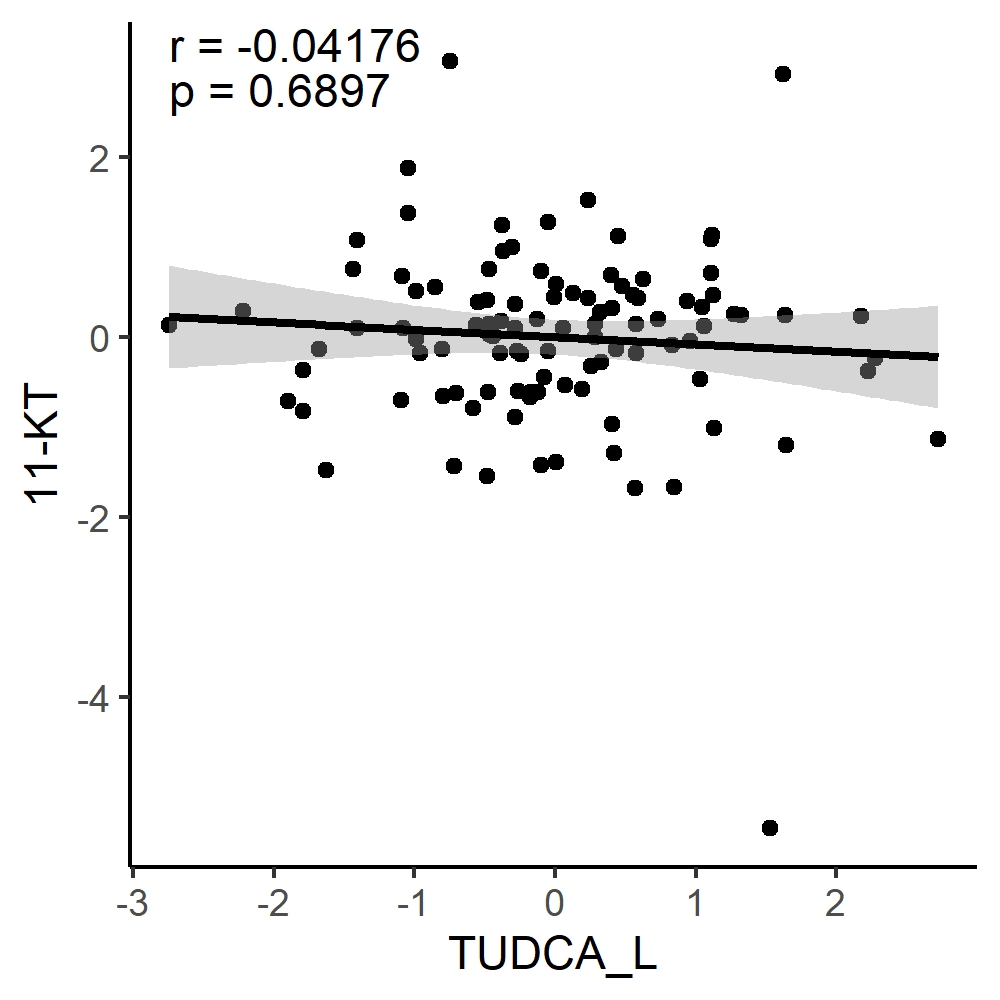 r = -0.04176
p = 0.6897
2
0
-2
-4
11-KT
-3 -2 -1 0 1 2
TUDCA_L